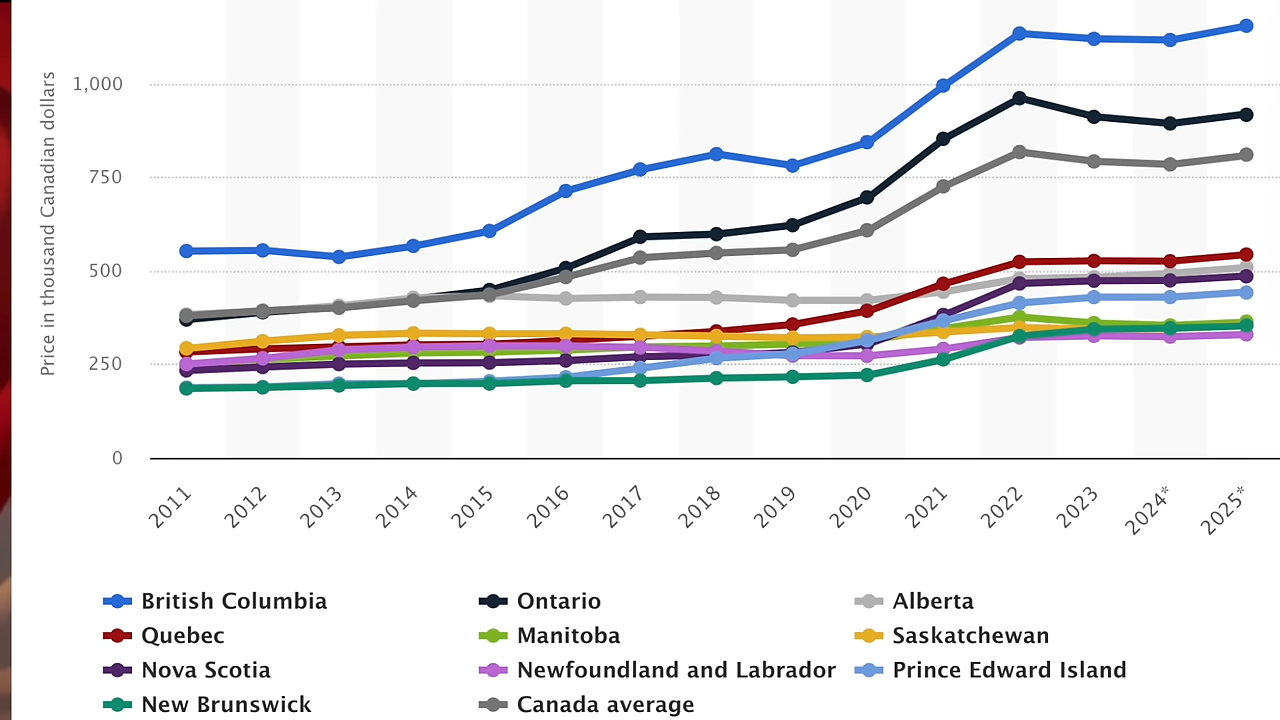 Price in thousand Canadian dollars
1,000
750
500
250
0
2011 2012 2013 2014 2015 2016 2017 2018 2019 2020 2021 2022 2023 2024* 2025*
British Columbia Ontario Alberta
Quebec Manitoba Saskatchewan
Nova Scotia Newfoundland and Labrador Prince Edward Island
New Brunswick Canada average